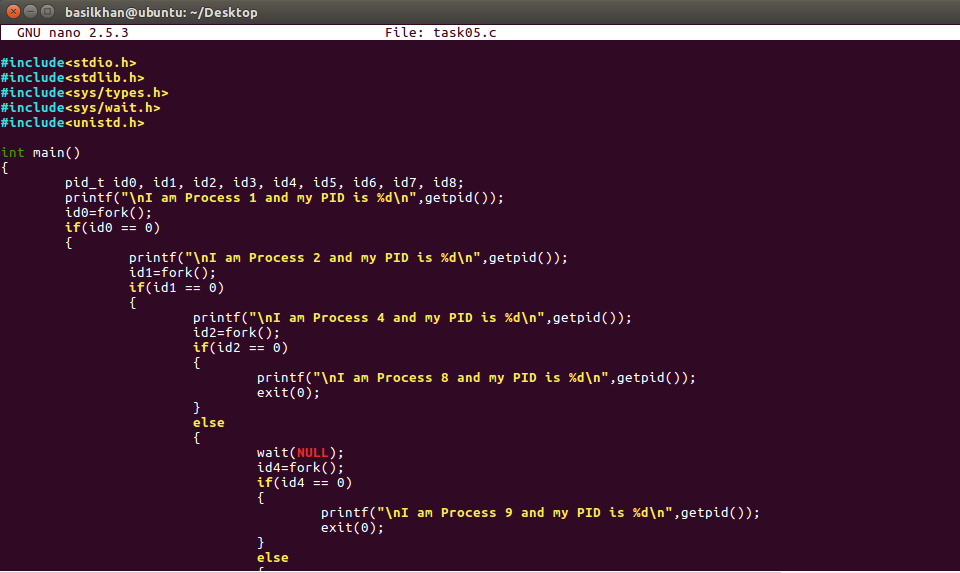 basilkhan@ubuntu: ~/Desktop
GNU nano 2.5.3 File: task05.c
#include<stdio.h>
#include<stdlib.h>
#include<sys/types.h>
#include<sys/wait.h>
#include<unistd.h>
int main()
{
pid_t id0, id1, id2, id3, id4, id5, id6, id7, id8;
printf("\nI am Process 1 and my PID is %d\n",getpid());
id0=fork();
if(id0 == 0)
{
printf("\nI am Process 2 and my PID is %d\n",getpid());
id1=fork();
if(id1 == 0)
{
printf("\nI am Process 4 and my PID is %d\n",getpid());
id2=fork();
if(id2 == 0)
{
printf("\nI am Process 8 and my PID is %d\n",getpid());
exit(0);
}
else
{
wait(NULL);
id4=fork();
if(id4 == 0)
{
printf("\nI am Process 9 and my PID is %d\n",getpid());
exit(0);
}
else
{